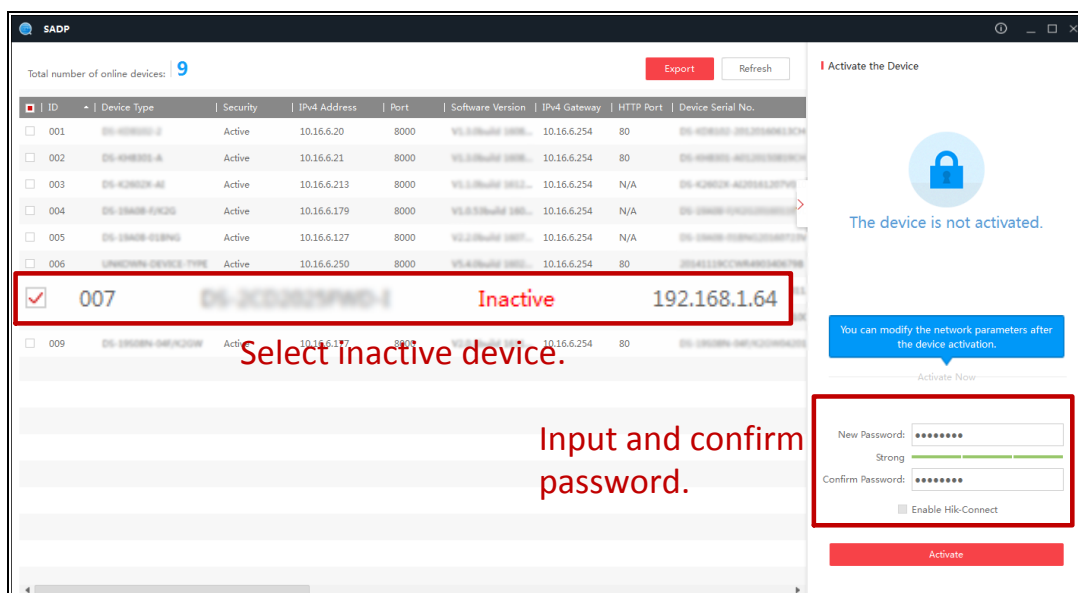 SADP
Total number of online devices: 9
Export
Refresh
Activate the Device
ID | Device Type | Security | IPv4 Address | Port | Software Version | IPv4 Gateway | HTTP Port | Device Serial No.
001 Active 10.16.6.20 8000 10.16.6.254 80
002 DS-KH8301-A Active 10.16.6.21 8000 10.16.6.254 80
003 Active 10.16.6.213 8000 10.16.6.254 N/A
004 Active 10.16.6.179 8000 10.16.6.254 N/A
005 Active 10.16.6.127 8000 10.16.6.254 N/A
006 UNKOWN-DEVICE-TYPE Active 10.16.6.250 8000 10.16.6.254 80
007 Inactive 192.168.1.64
009 Active 8000 10.16.6.254 80
Select inactive device.
Input and confirm
password.
The device is not activated.
You can modify the network parameters after
the device activation.
Activate Now
New Password: ●●●●●●●●
Strong
Confirm Password: ●●●●●●●●
Enable Hik-Connect
Activate